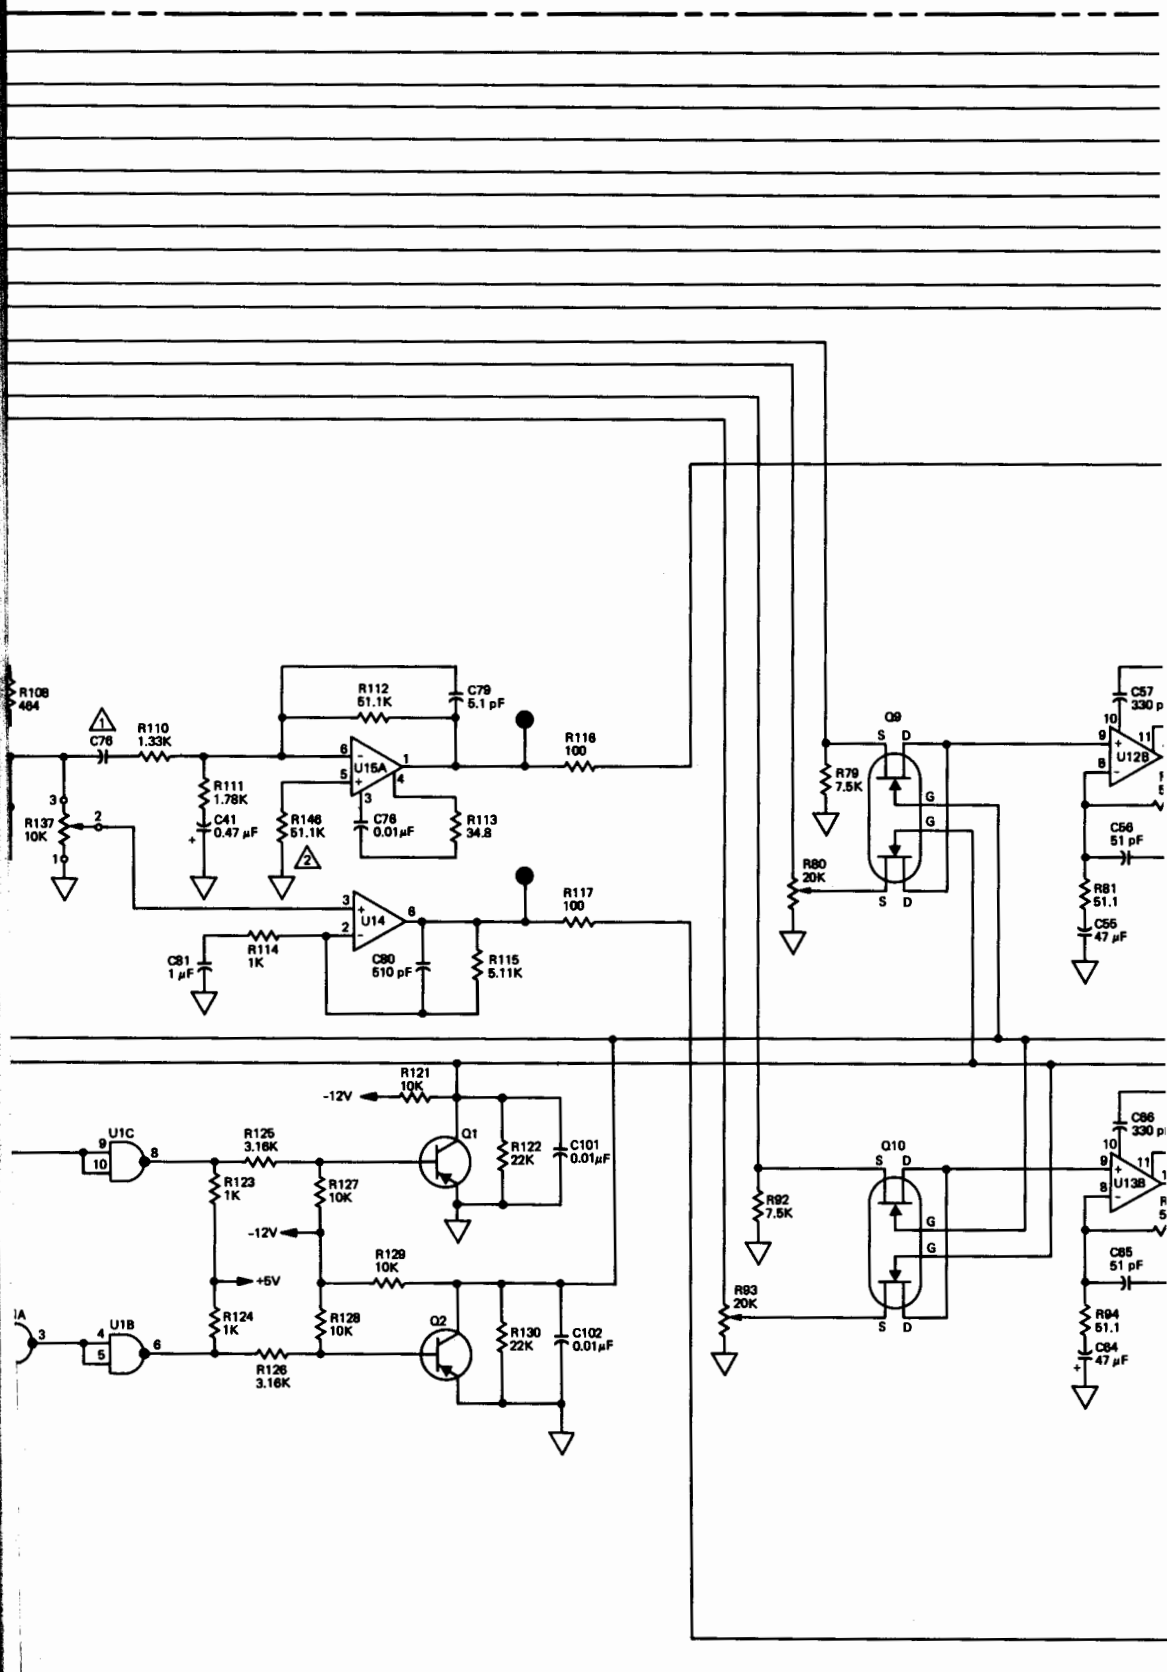 R108
464
1
C76
R110
1.33K
R112
51.1K
C79
5.1 pF
6
-
5
+
U15A
1
4
3
R116
100
R111
1.78K
C41
0.47 µF
+
R146
51.1K
2
C76
0.01µF
R113
34.8
3
R137
10K
2
1
3
+
2
-
U14
6
R117
100
C81
1 µF
R114
1K
C80
510 pF
R115
5.11K
Q9
S D
G
G
S D
R79
7.5K
R80
20K
C57
330 p
10
9
+
11
U12B
8
-
C56
51 pF
R81
51.1
C55
47 µF
R121
10K
-12V
U1C
9
10
8
R125
3.16K
Q1
R122
22K
C101
0.01µF
R123
1K
R127
10K
-12V
+5V
R129
10K
R124
1K
R128
10K
Q2
R130
22K
C102
0.01µF
3
U1B
4
5
6
R126
3.16K
Q10
S D
G
G
S D
R92
7.5K
R93
20K
C66
330 p
10
9
+
11
U13B
8
-
C65
51 pF
R94
51.1
C64
47 µF
+